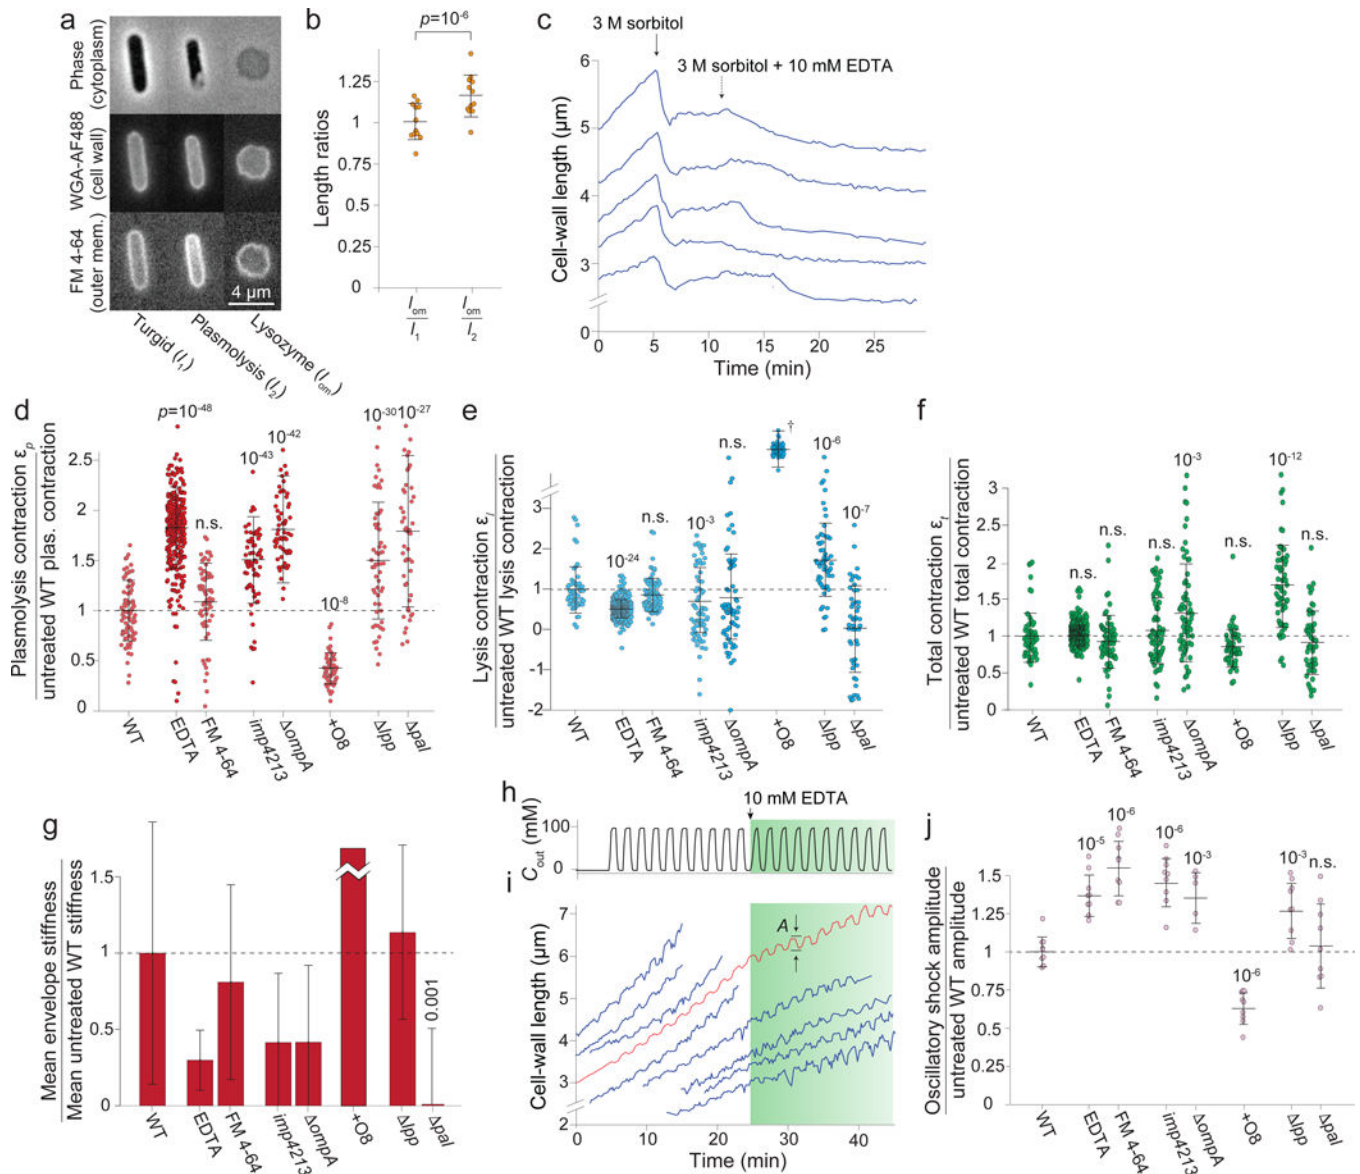 a
Phase
(cytoplasm)
WGA-AF488
(cell wall)
FM 4-64
(outer mem.)
4 μm
Turgid (l1)
Plasmolysis (l2)
Lysozyme (lom)
b
p=10-6
Length ratios
1.25
1
0.75
0.5
0.25
0
lom
l1
lom
l2
c
3 M sorbitol
3 M sorbitol + 10 mM EDTA
Cell-wall length (μm)
6
5
4
3
0
0 5 10 15 20 25
Time (min)
d
Plasmolysis contraction εp
untreated WT plas. contraction
p=10-48
n.s.
10-43
10-42
10-8
10-30
10-27
2.5
2
1.5
1
0.5
0
WT
EDTA
FM 4-64
imp4213
ΔompA
+O8
Δlpp
Δpal
e
Lysis contraction εl
untreated WT lysis contraction
10-24
n.s.
10-3
n.s.
†
10-6
10-7
3
2
1
0
-1
-2
WT
EDTA
FM 4-64
imp4213
ΔompA
+O8
Δlpp
Δpal
f
Total contraction εt
untreated WT total contraction
n.s.
n.s.
n.s.
10-3
n.s.
10-12
n.s.
3
2.5
2
1.5
1
0.5
0
WT
EDTA
FM 4-64
imp4213
ΔompA
+O8
Δlpp
Δpal
g
Mean envelope stiffness
Mean untreated WT stiffness
1.5
1
0.5
0
0.001
WT
EDTA
FM 4-64
imp4213
ΔompA
+O8
Δlpp
Δpal
h
10 mM EDTA
Cout (mM)
100
0
i
A
Cell-wall length (μm)
7
6
5
4
3
2
0 10 20 30 40
Time (min)
j
Oscillatory shock amplitude
untreated WT amplitude
10-5
10-6
10-6
10-3
10-6
10-3
n.s.
1.5
1.25
1
0.75
0.5
0
WT
EDTA
FM 4-64
imp4213
ΔompA
+O8
Δlpp
Δpal